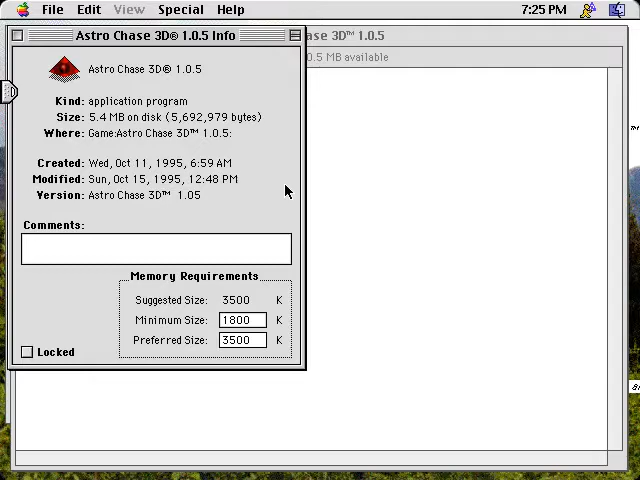 File Edit View Special Help 7:25 PM
Astro Chase 3D® 1.0.5 Info
ase 3D™ 1.0.5
0.5 MB available
Astro Chase 3D® 1.0.5
Kind: application program
Size: 5.4 MB on disk (5,692,979 bytes)
Where: Game:Astro Chase 3D™ 1.0.5:
Created: Wed, Oct 11, 1995, 6:59 AM
Modified: Sun, Oct 15, 1995, 12:48 PM
Version: Astro Chase 3D™ 1.05
Comments:
Memory Requirements
Suggested Size: 3500 K
Minimum Size: 1800 K
Preferred Size: 3500 K
Locked